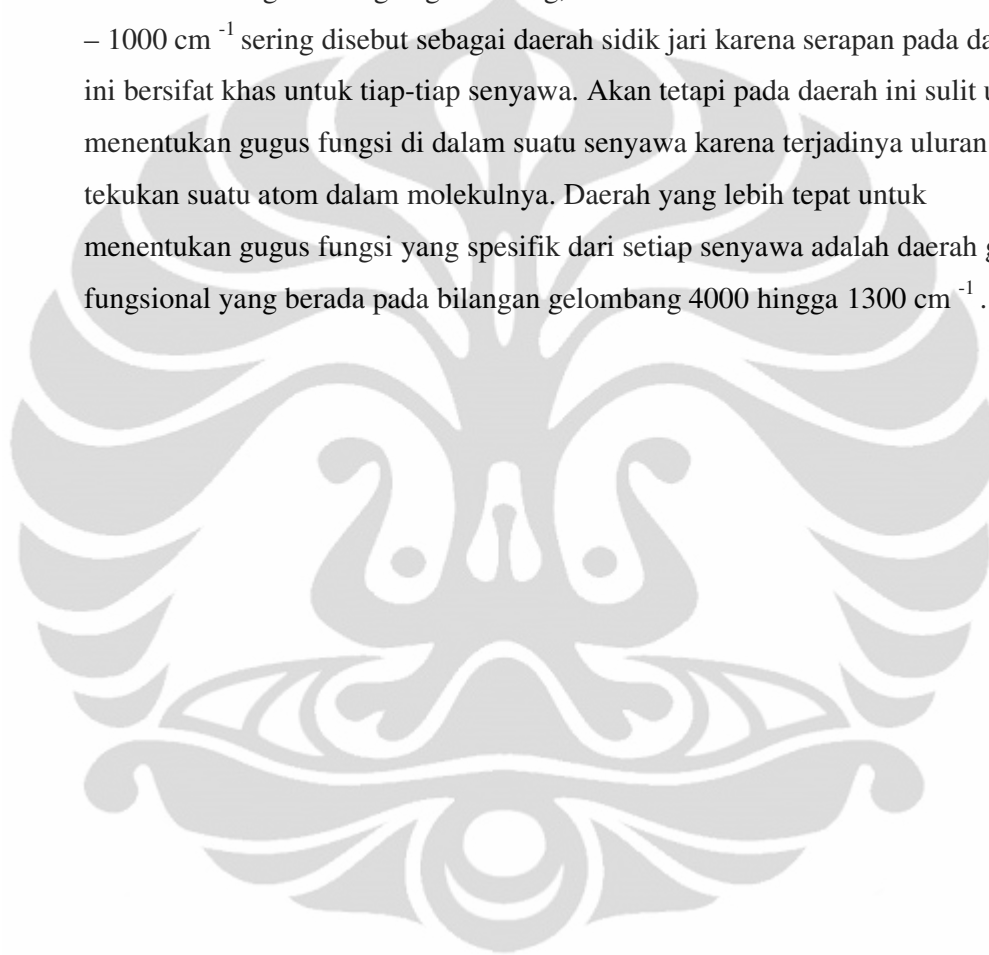 – 1000 cm -1 sering disebut sebagai daerah sidik jari karena serapan pada
ini bersifat khas untuk tiap-tiap senyawa. Akan tetapi pada daerah ini sulit
menentukan gugus fungsi di dalam suatu senyawa karena terjadinya uluran
tekukan suatu atom dalam molekulnya. Daerah yang lebih tepat untuk
menentukan gugus fungsi yang spesifik dari setiap senyawa adalah daerah
fungsional yang berada pada bilangan gelombang 4000 hingga 1300 cm -1 .